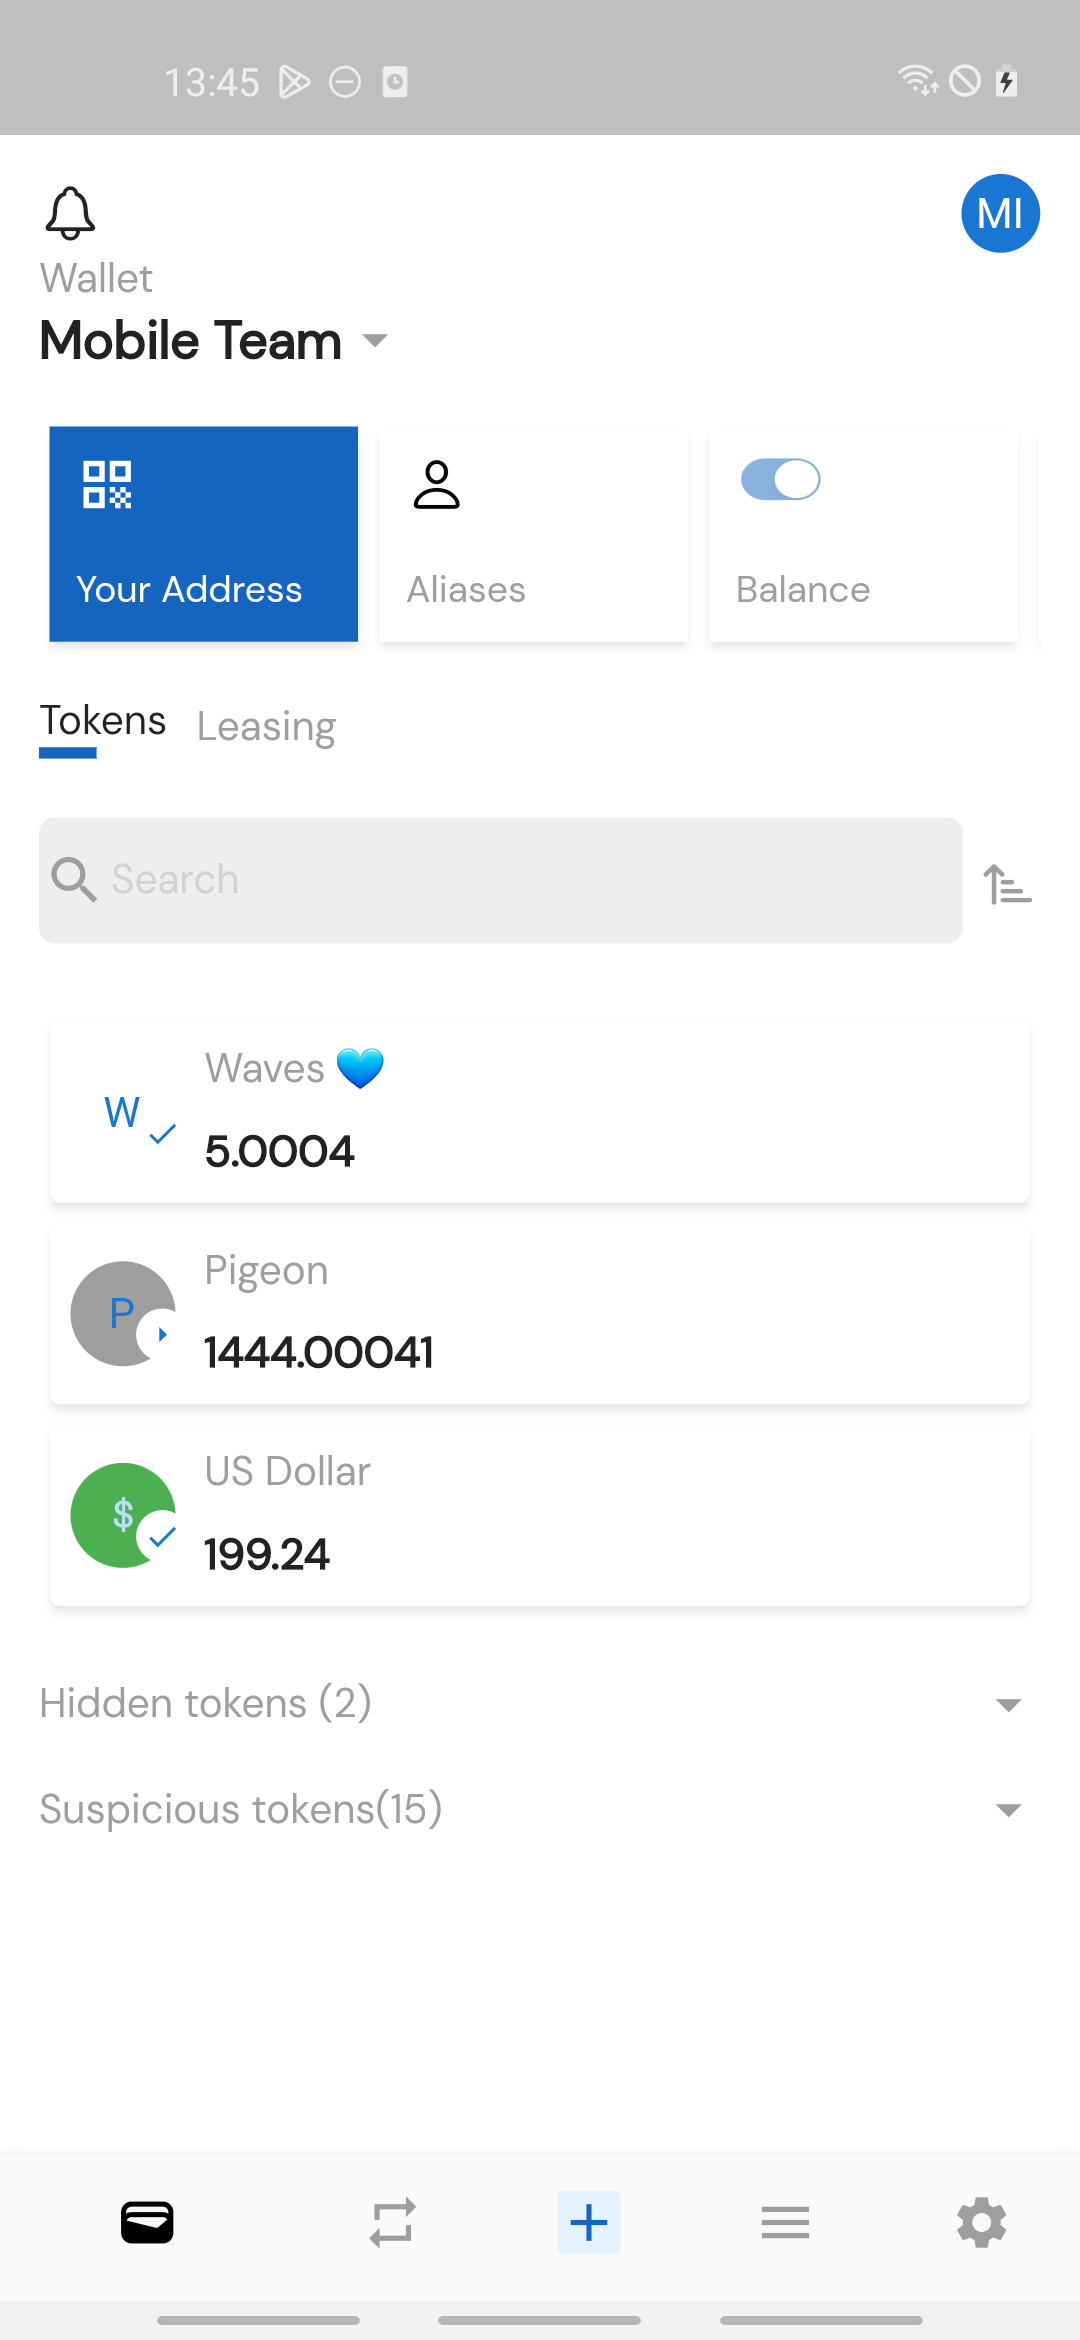 13:45
MI
Wallet
Mobile Team
Your Address
Aliases
Balance
Tokens
Leasing
Search
W
Waves 💙
5.0004
P
Pigeon
1444.00041
$
US Dollar
199.24
Hidden tokens (2)
Suspicious tokens(15)